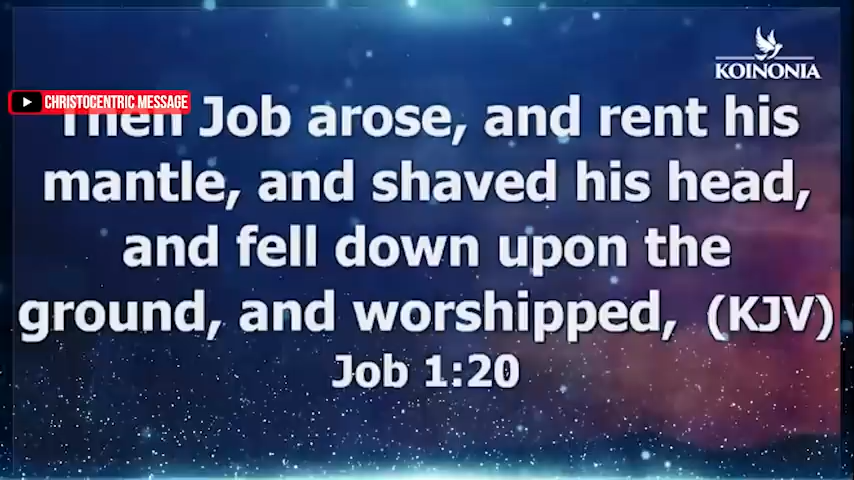 KOINONIA
CHRISTOCENTRIC MESSAGE
Then Job arose, and rent his
mantle, and shaved his head,
and fell down upon the
ground, and worshipped, (KJV)
Job 1:20